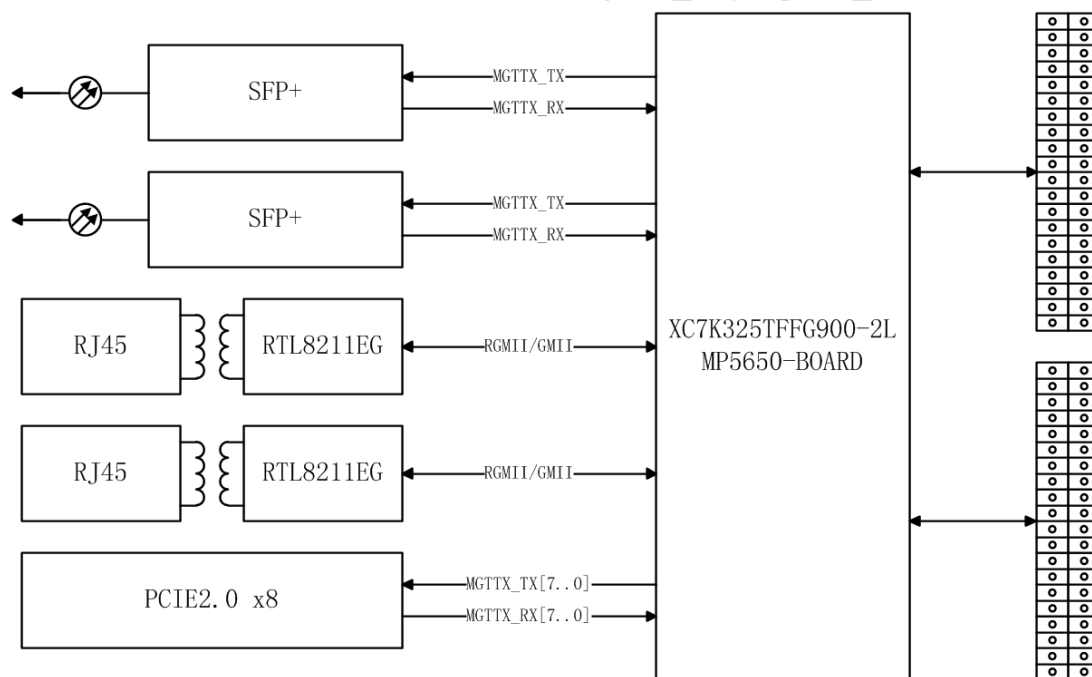 MGTTX_TX
SFP+
MGTTX_RX
MGTTX_TX
SFP+
MGTTX_RX
RJ45
RTL8211EG
RGMII/GMII
XC7K325TFFG900-2L
MP5650-BOARD
RJ45
RTL8211EG
RGMII/GMII
PCIE2.0 x8
MGTTX_TX[7..0]
MGTTX_RX[7..0]